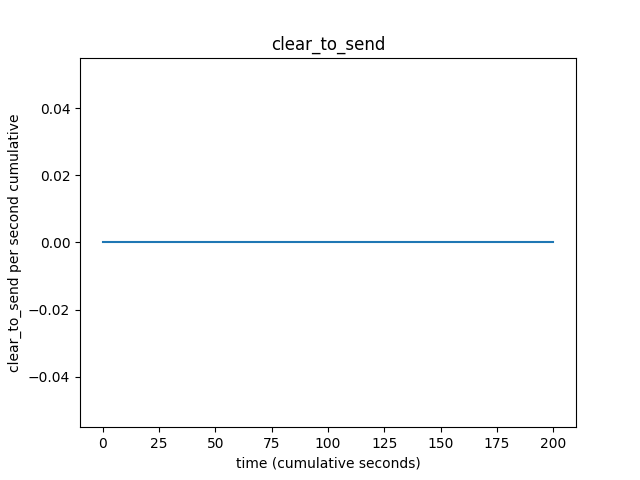 clear_to_send
clear_to_send per second cumulative
0.04
0.02
0.00
−0.02
−0.04
0 25 50 75 100 125 150 175 200
time (cumulative seconds)